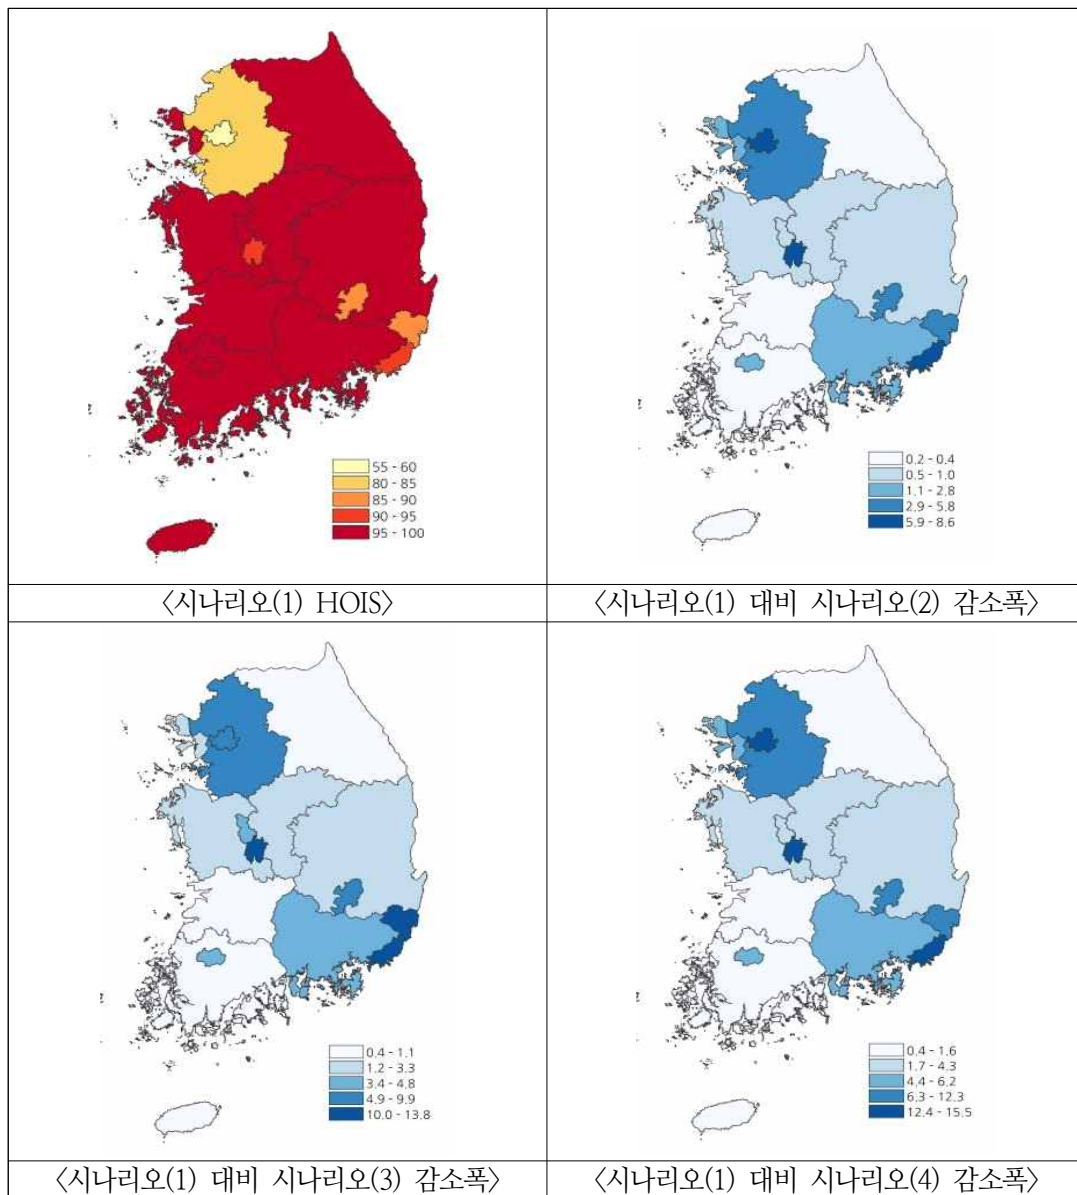 55 - 60
80 - 85
85 - 90
90 - 95
95 - 100
0.2 - 0.4
0.5 - 1.0
1.1 - 2.8
2.9 - 5.8
5.9 - 8.6
〈시나리오(1) HOIS〉
〈시나리오(1) 대비 시나리오(2) 감소폭〉
0.4 - 1.1
1.2 - 3.3
3.4 - 4.8
4.9 - 9.9
10.0 - 13.8
0.4 - 1.6
1.7 - 4.3
4.4 - 6.2
6.3 - 12.3
12.4 - 15.5
〈시나리오(1) 대비 시나리오(3) 감소폭〉
〈시나리오(1) 대비 시나리오(4) 감소폭〉